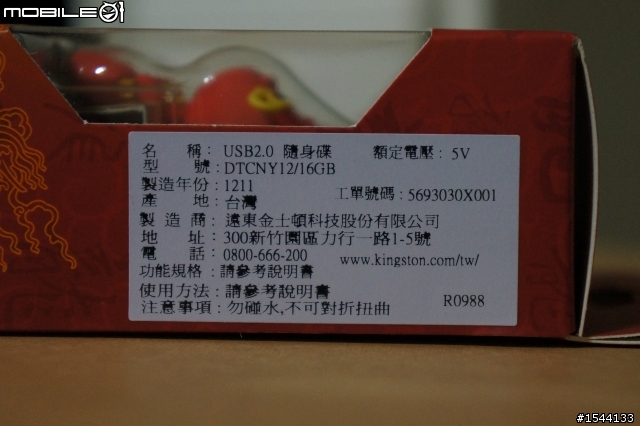 MOBILE01
名 稱: USB2.0 隨身碟 額定電壓: 5V
型 號:DTCNY12/16GB
製造年份:1211 工單號碼:5693030X001
產 地:台灣
製 造 商:遠東金士頓科技股份有限公司
地 址:300新竹園區力行一路1-5號
電 話:0800-666-200 www.kingston.com/tw/
功能規格:請參考說明書
使用方法:請參考說明書 R0988
注意事項:勿碰水,不可對折扭曲
#1544133